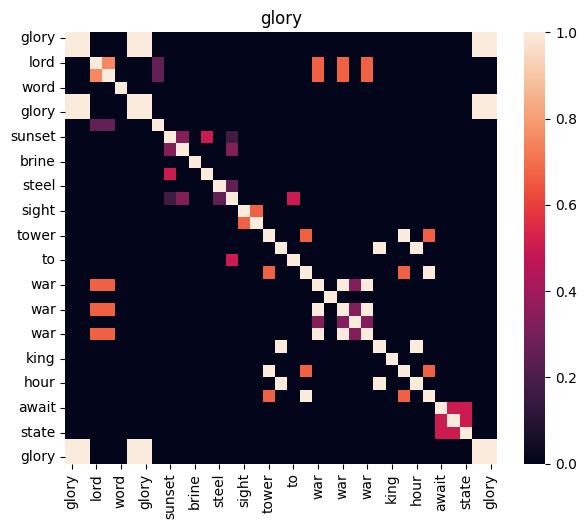 glory
glory
lord
word
glory
sunset
brine
steel
sight
tower
to
war
war
war
king
hour
await
state
glory
glory
lord
word
glory
sunset
brine
steel
sight
tower
to
war
war
war
king
hour
await
state
glory
1.0
0.8
0.6
0.4
0.2
0.0